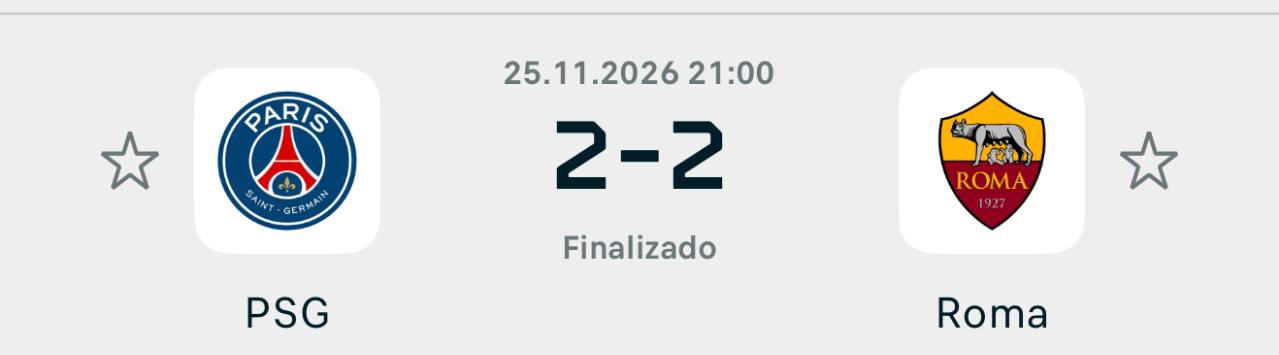 25.11.2026 21:00
PARIS
SAINT-GERMAIN
2-2
ROMA
1927
Finalizado
PSG
Roma